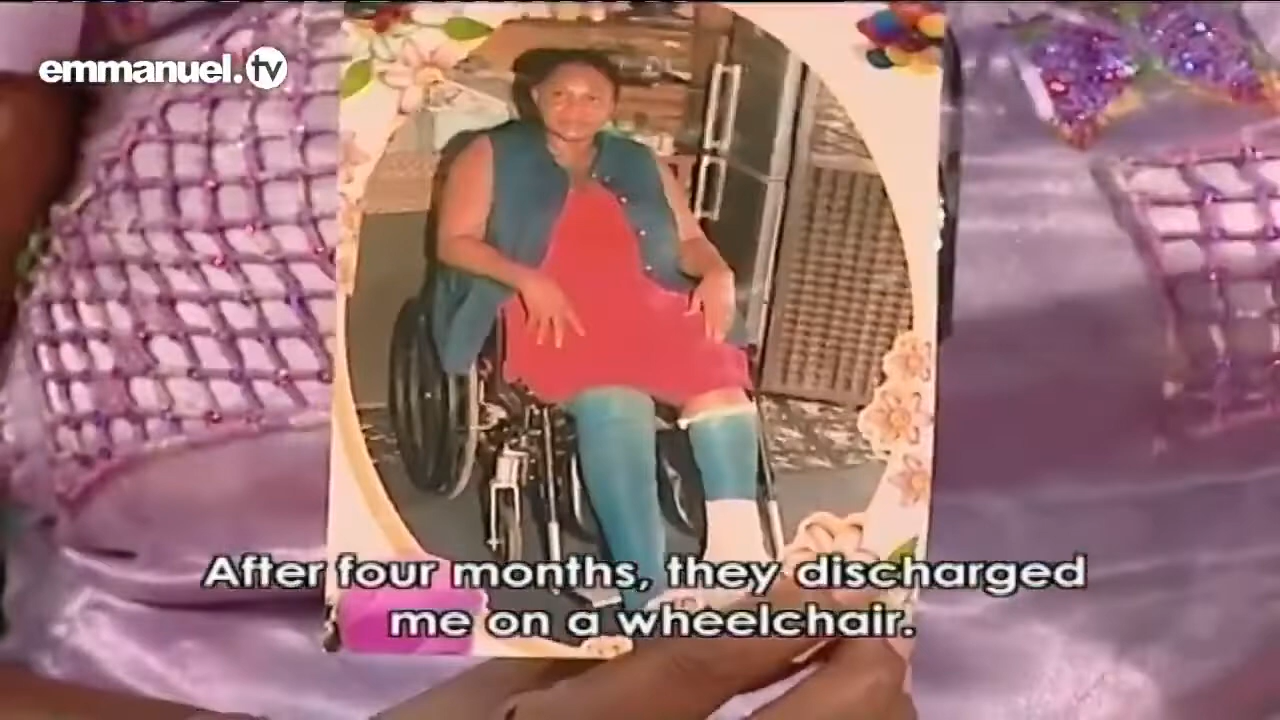 emmanuel.tv
After four months, they discharged
me on a wheelchair.